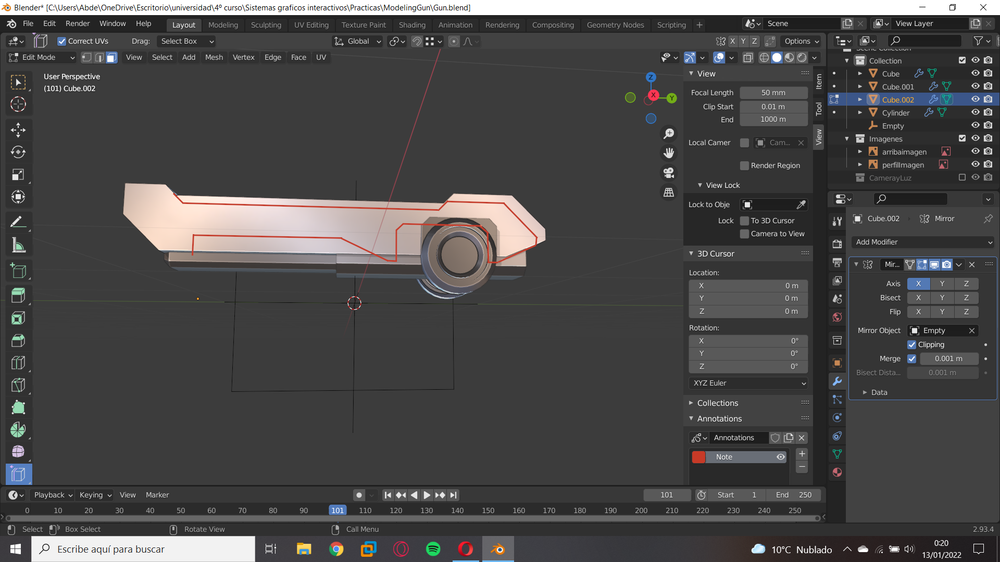 Blender* [C:\Users\Abde\OneDrive\Escritorio\universidad\4º curso\Sistemas graficos interactivos\Practicas\ModelingGun\Gun.blend]
File Edit Render Window Help Layout Modeling Sculpting UV Editing Texture Paint Shading Animation Rendering Compositing Geometry Nodes Scripting + Scene View Layer
Correct UVs Drag: Select Box Global X Y Z Options
Edit Mode View Select Add Mesh Vertex Edge Face UV
User Perspective
(101) Cube.002
Z
X
Y
View
Focal Length 50 mm
Clip Start 0.01 m
End 1000 m
Local Camer Cam...
Render Region
View Lock
Lock to Obje
Lock To 3D Cursor
Camera to View
3D Cursor
Location:
X 0 m
Y 0 m
Z 0 m
Rotation:
X 0°
Y 0°
Z 0°
XYZ Euler
Collections
Annotations
Annotations
Note
Item
Tool
View
Scene Collection
Collection
Cube
Cube.001
Cube.002
Cylinder
Empty
Imagenes
arribaimagen
perfilImagen
CamerayLuz
Cube.002 Mirror
Add Modifier
Mir...
Axis X Y Z
Bisect X Y Z
Flip X Y Z
Mirror Object Empty
Clipping
Merge 0.001 m
Bisect Dista... 0.001 m
Data
Playback Keying View Marker 101 Start 1 End 250
0 10 20 30 40 50 60 70 80 90 101 110 120 130 140 150 160 170 180 190 200 210 220 230 240 250
Select Box Select Rotate View Call Menu 2.93.4
Escribe aquí para buscar
10°C Nublado
0:20
13/01/2022